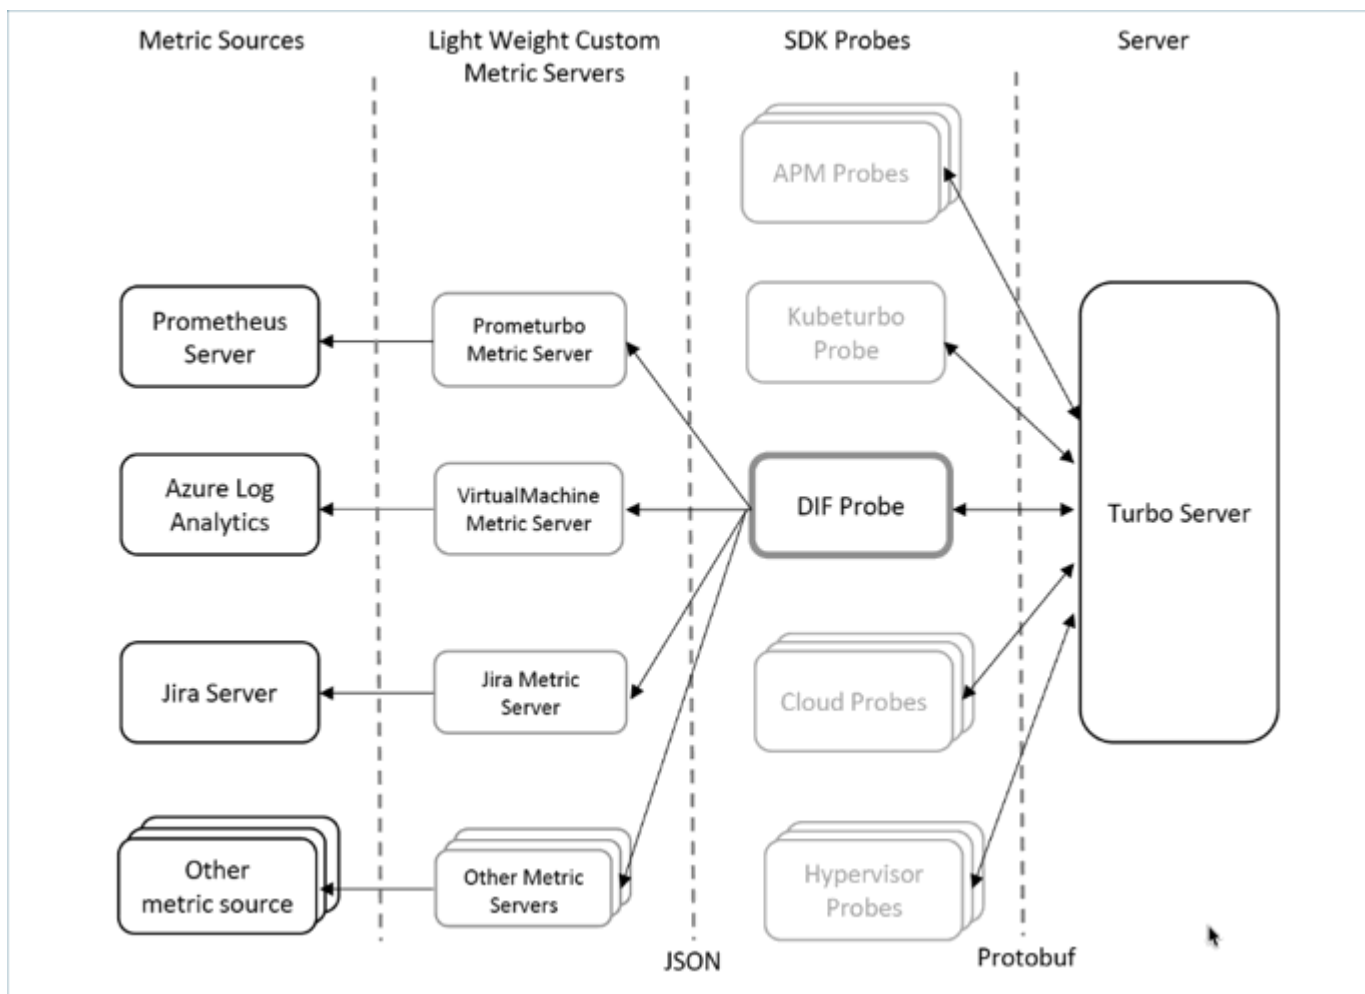 Metric Sources
Light Weight Custom
Metric Servers
SDK Probes
Server
APM Probes
Prometheus
Server
Prometurbo
Metric Server
Kubeturbo
Probe
Azure Log
Analytics
VirtualMachine
Metric Server
DIF Probe
Turbo Server
Jira Server
Jira Metric
Server
Cloud Probes
Other
metric source
Other Metric
Servers
Hypervisor
Probes
JSON
Protobuf